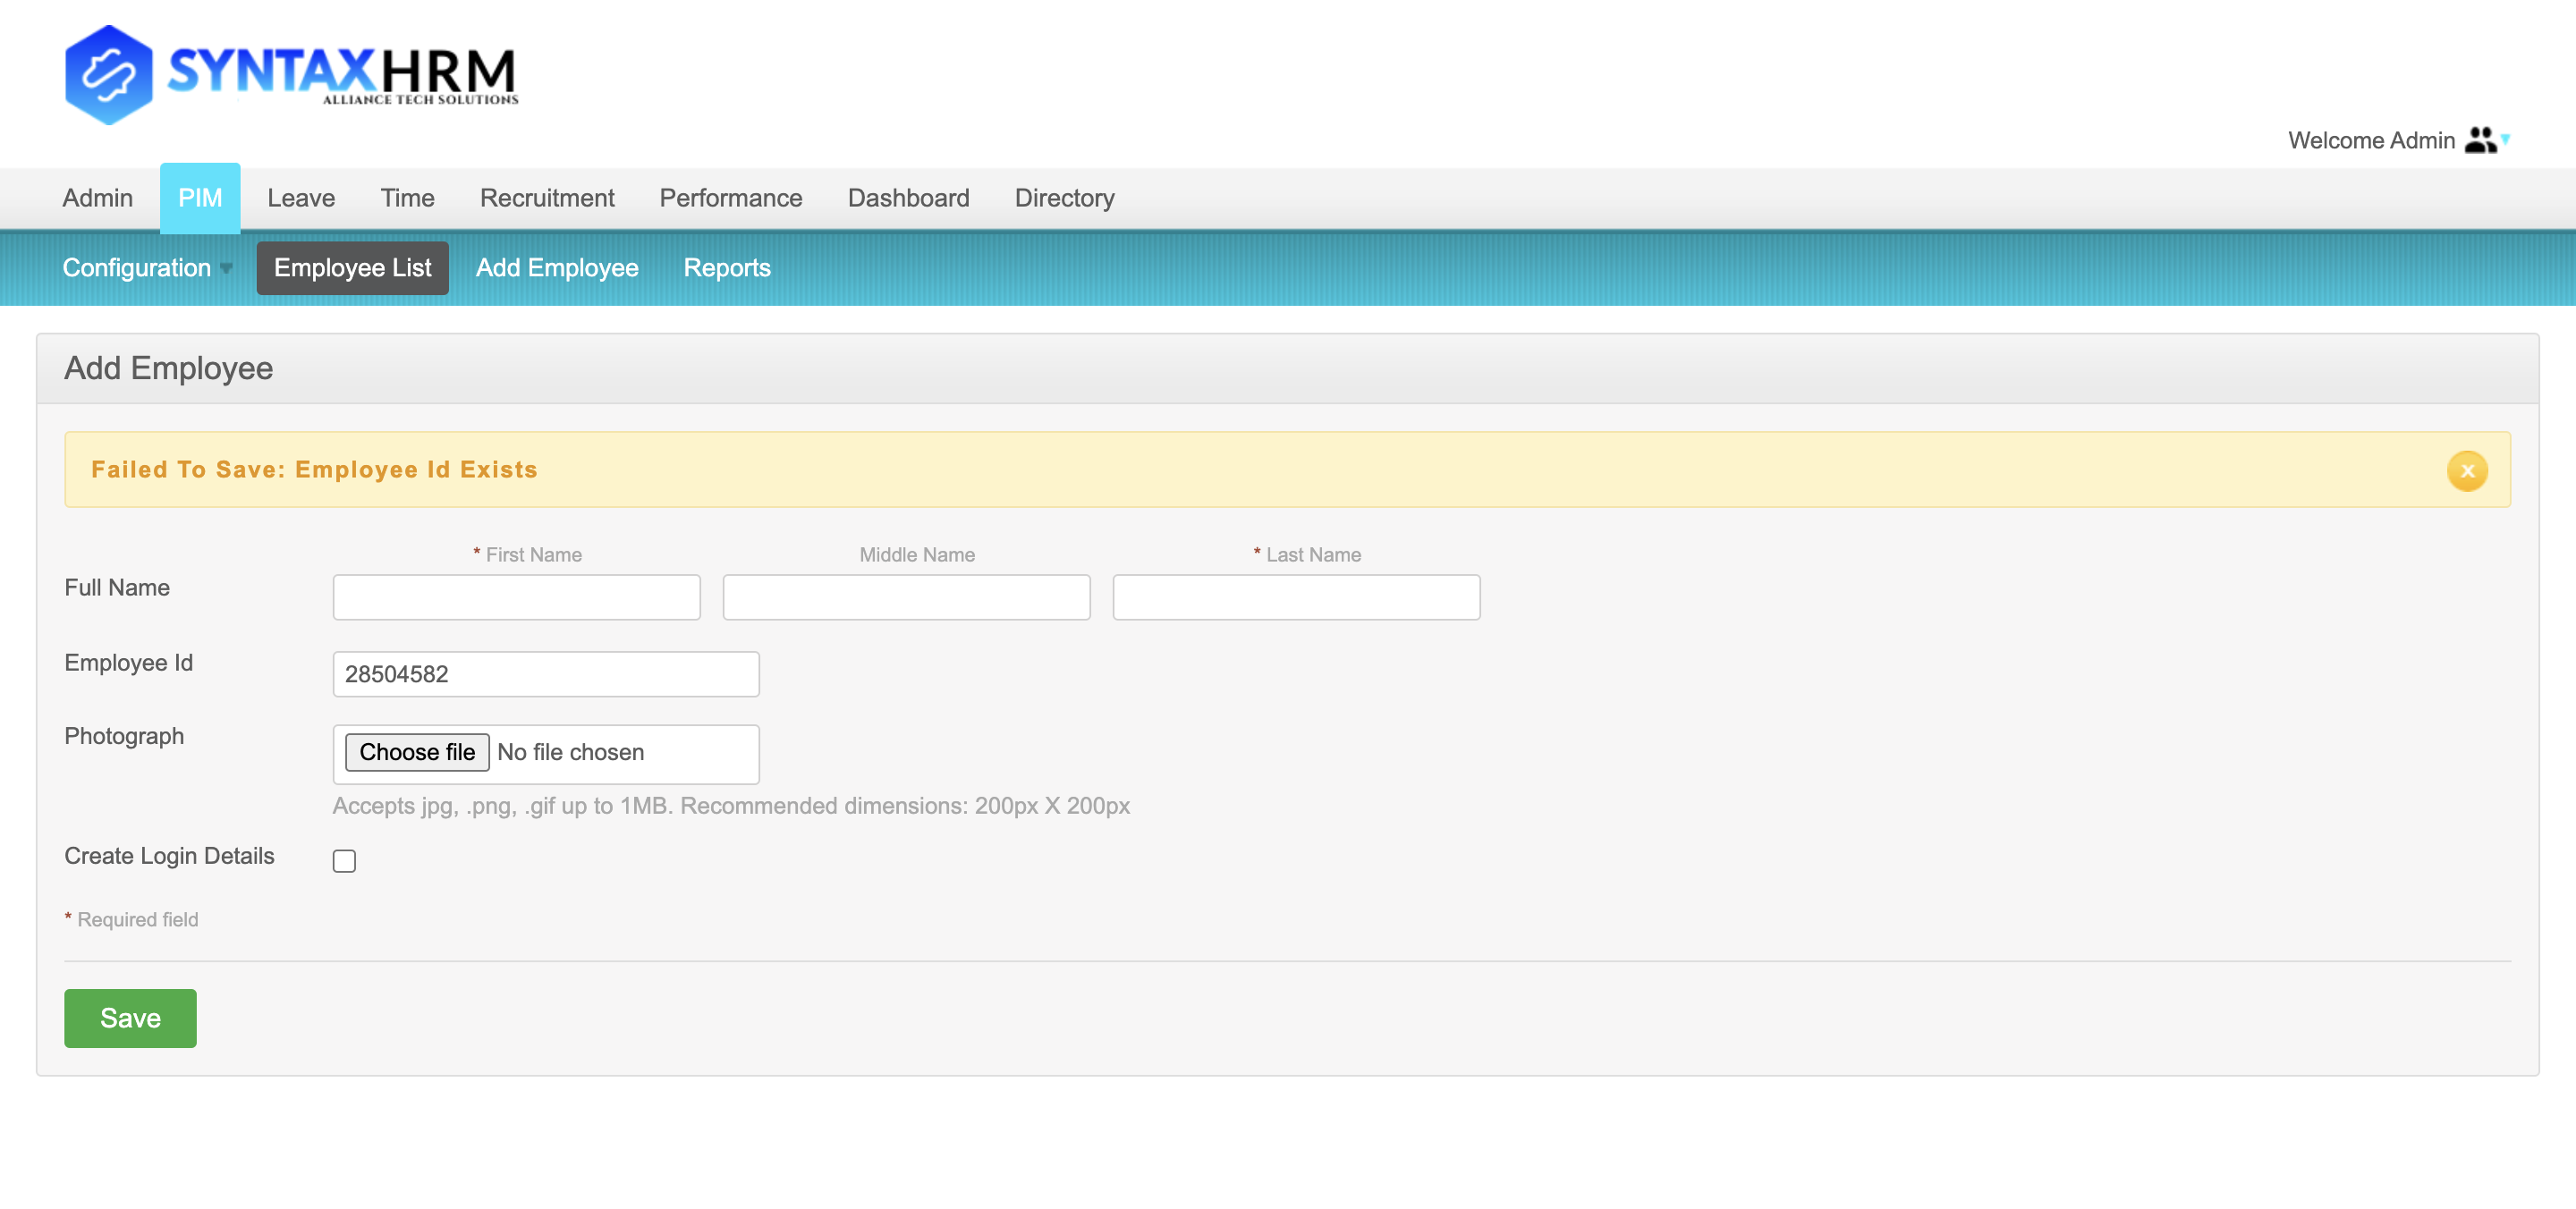 SYNTAXHRM
ALLIANCE TECH SOLUTIONS
Welcome Admin
Admin PIM Leave Time Recruitment Performance Dashboard Directory
Configuration Employee List Add Employee Reports
Add Employee
Failed To Save: Employee Id Exists
* First Name Middle Name * Last Name
Full Name
Employee Id 28504582
Photograph Choose file No file chosen
Accepts jpg, .png, .gif up to 1MB. Recommended dimensions: 200px X 200px
Create Login Details
* Required field
Save